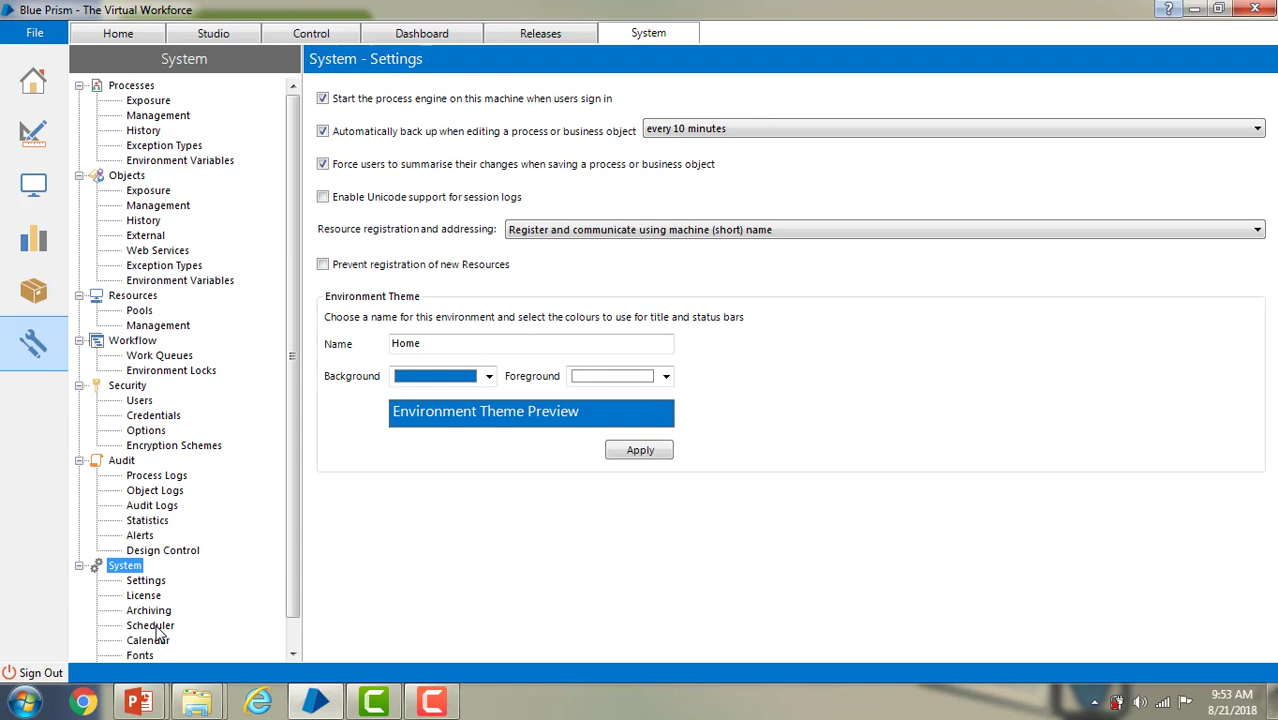 Blue Prism - The Virtual Workforce
?
File
Home
Studio
Control
Dashboard
Releases
System
System
System - Settings
Processes
Exposure
Management
History
Exception Types
Environment Variables
Objects
Exposure
Management
History
External
Web Services
Exception Types
Environment Variables
Resources
Pools
Management
Workflow
Work Queues
Environment Locks
Security
Users
Credentials
Options
Encryption Schemes
Audit
Process Logs
Object Logs
Audit Logs
Statistics
Alerts
Design Control
System
Settings
License
Archiving
Scheduler
Calendar
Fonts
Start the process engine on this machine when users sign in
Automatically back up when editing a process or business object
every 10 minutes
Force users to summarise their changes when saving a process or business object
Enable Unicode support for session logs
Resource registration and addressing:
Register and communicate using machine (short) name
Prevent registration of new Resources
Environment Theme
Choose a name for this environment and select the colours to use for title and status bars
Name
Home
Background
Foreground
Environment Theme Preview
Apply
Sign Out
9:53 AM
8/21/2018